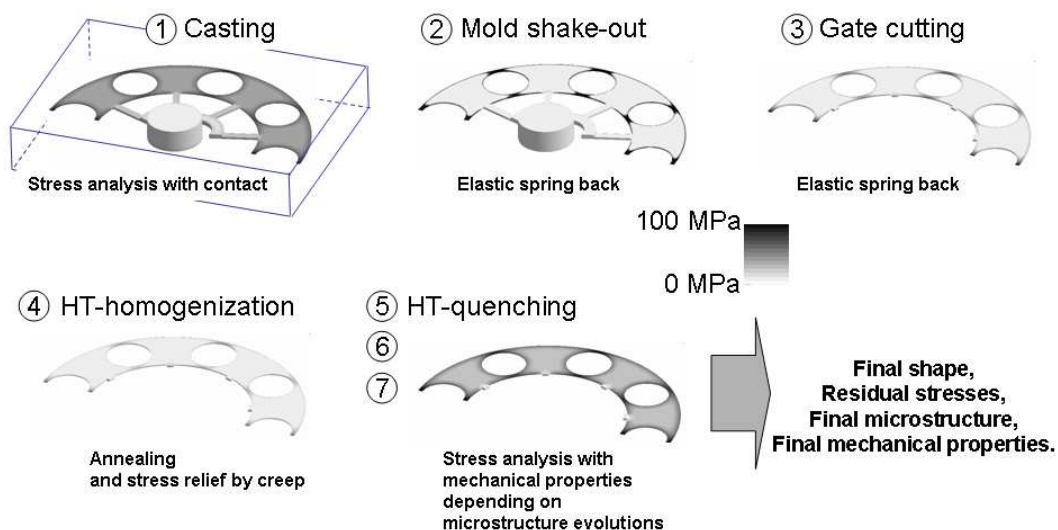 ① Casting
Stress analysis with contact
② Mold shake-out
Elastic spring back
③ Gate cutting
Elastic spring back
100 MPa
0 MPa
④ HT-homogenization
Annealing
and stress relief by creep
⑤ HT-quenching
⑥
⑦
Stress analysis with
mechanical properties
depending on
microstructure evolutions
Final shape,
Residual stresses,
Final microstructure,
Final mechanical properties.